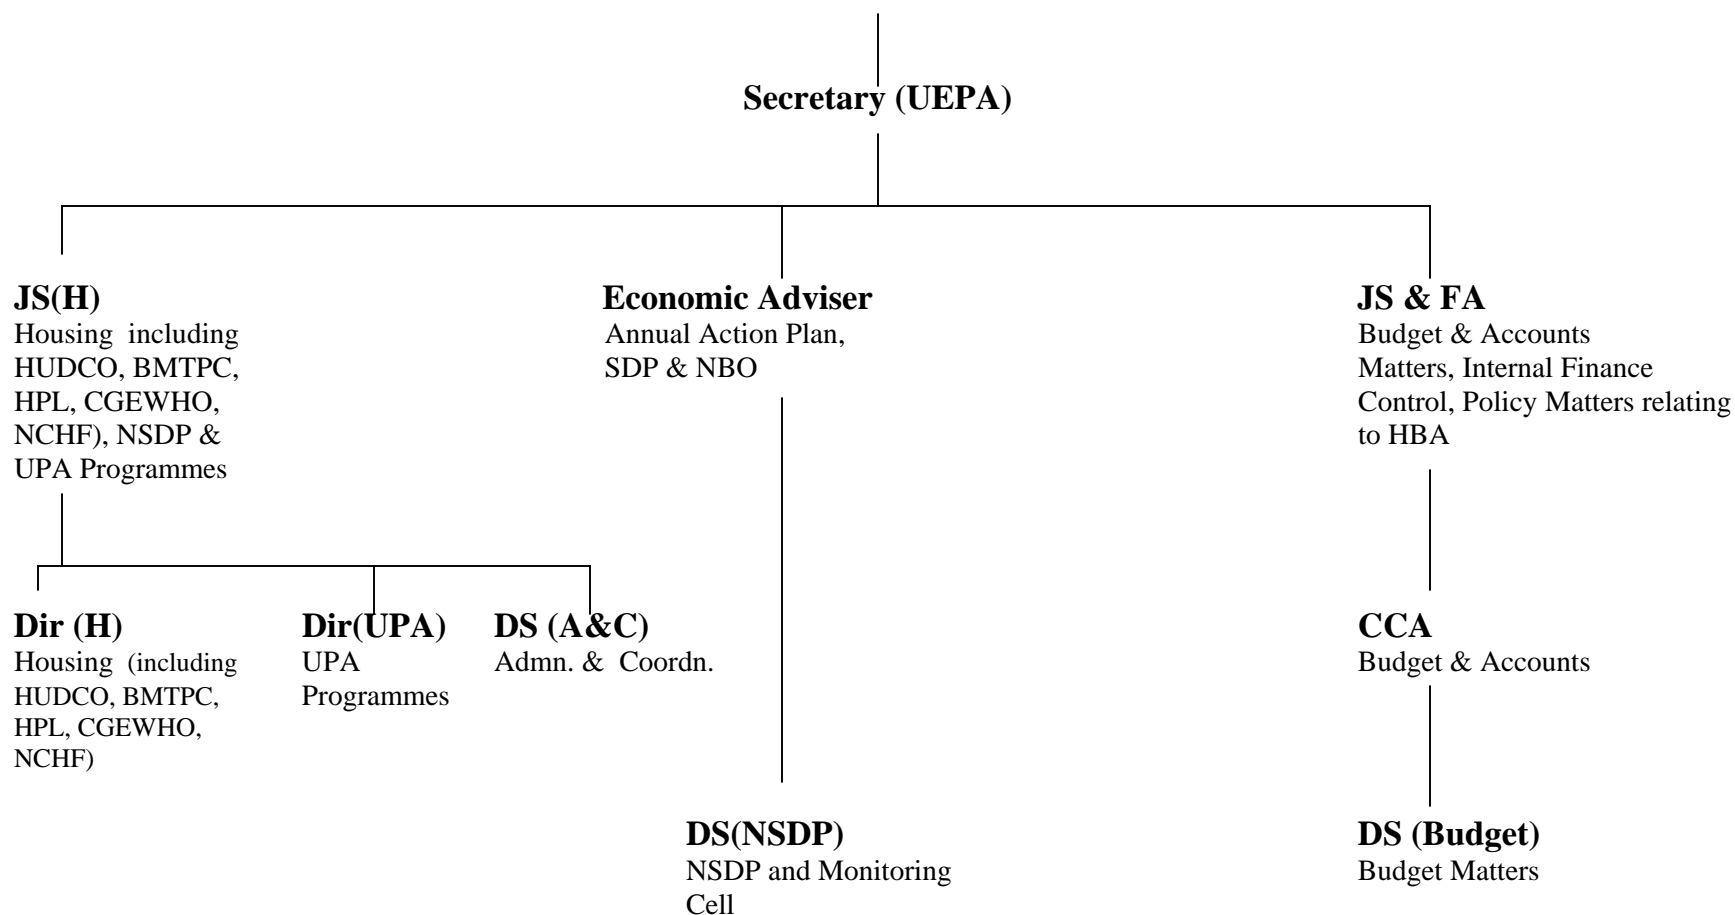 Secretary (UEPA)
JS(H)
Housing including
HUDCO, BMTPC,
HPL, CGEWHO,
NCHF), NSDP &
UPA Programmes
Economic Adviser
Annual Action Plan,
SDP & NBO
JS & FA
Budget & Accounts
Matters, Internal Finance
Control, Policy Matters relating
to HBA
Dir (H)
Housing (including
HUDCO, BMTPC,
HPL, CGEWHO,
NCHF)
Dir(UPA)
UPA
Programmes
DS (A&C)
Admn. & Coordn.
CCA
Budget & Accounts
DS(NSDP)
NSDP and Monitoring
Cell
DS (Budget)
Budget Matters